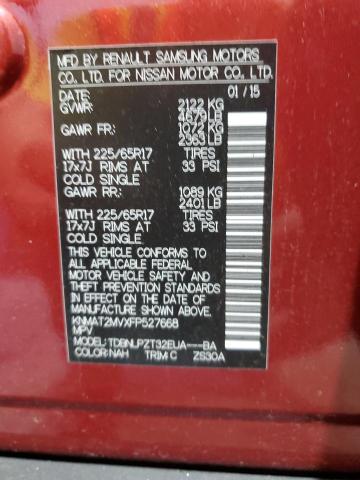 MFD BY RENAULT SAMSUNG MOTORS
CO., LTD. FOR NISSAN MOTOR CO., LTD.
DATE: 01/15
GVWR: 2122 KG
4679 LB
GAWR FR: 1072 KG
2363 LB
WITH 225/65R17 TIRES
17x7J RIMS AT 33 PSI
COLD SINGLE
GAWR RR: 1089 KG
2401 LB
WITH 225/65R17 TIRES
17x7J RIMS AT 33 PSI
COLD SINGLE
THIS VEHICLE CONFORMS TO
ALL APPLICABLE FEDERAL
MOTOR VEHICLE SAFETY AND
THEFT PREVENTION STANDARDS
IN EFFECT ON THE DATE OF
MANUFACTURE SHOWN ABOVE.
KNMAT2MVXFP527668
MPV
MODEL: TDBNLPZT32EUA---BA
COLOR: NAH TRIM: C ZS30A